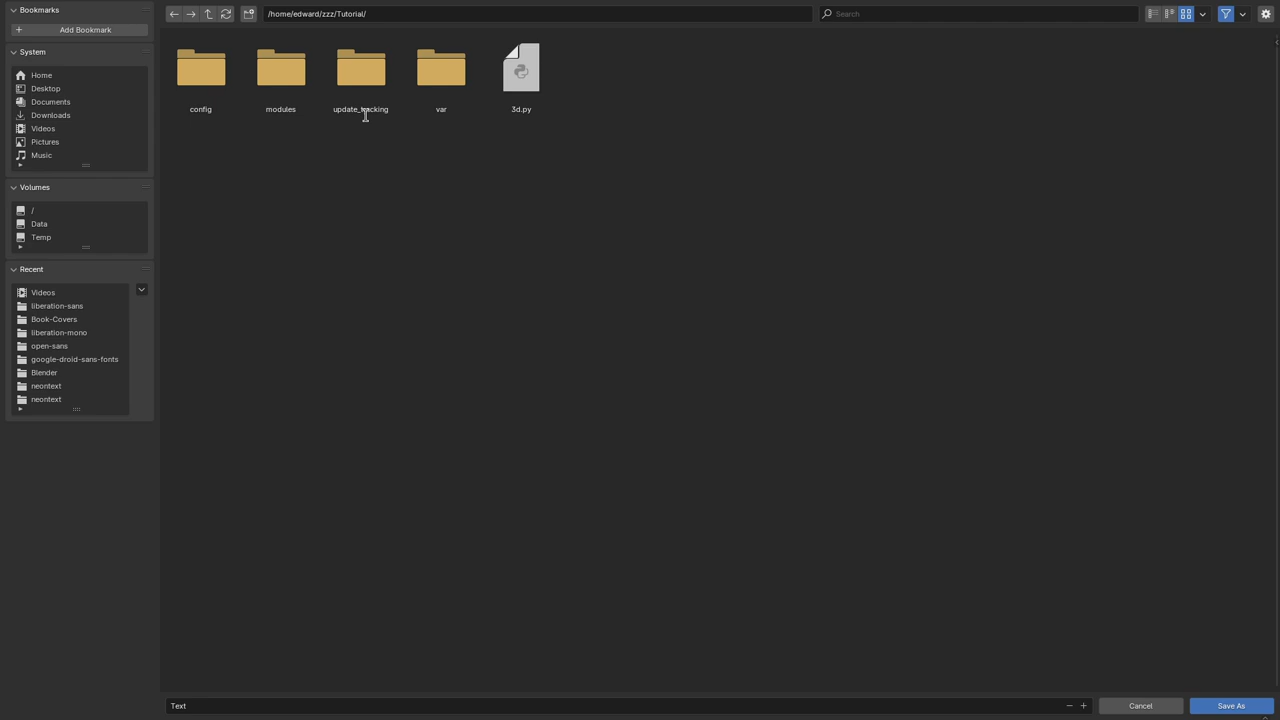 Bookmarks
Add Bookmark
System
Home
Desktop
Documents
Downloads
Videos
Pictures
Music
Volumes
/
Data
Temp
Recent
Videos
liberation-sans
Book-Covers
liberation-mono
open-sans
google-droid-sans-fonts
Blender
neontext
neontext
/home/edward/zzz/Tutorial/
Search
config
modules
update_tracking
var
3d.py
Text
Cancel
Save As